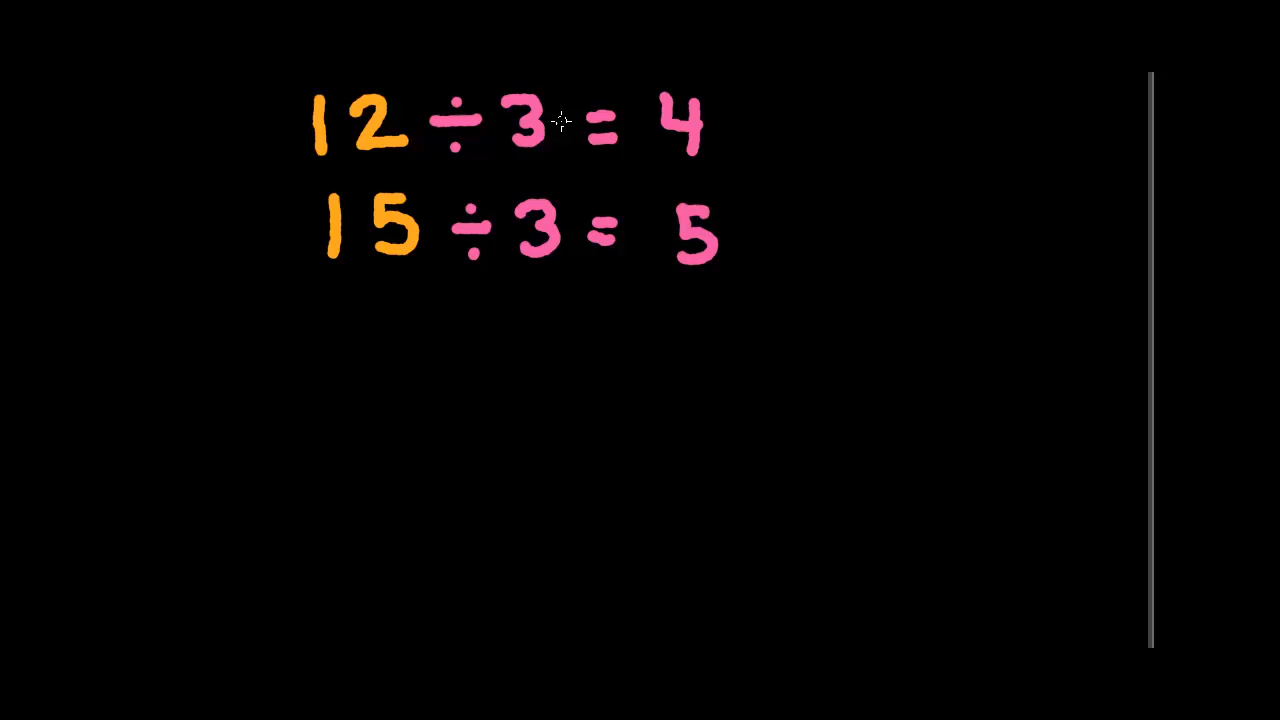 12 ÷ 3 = 4
15 ÷ 3 = 5